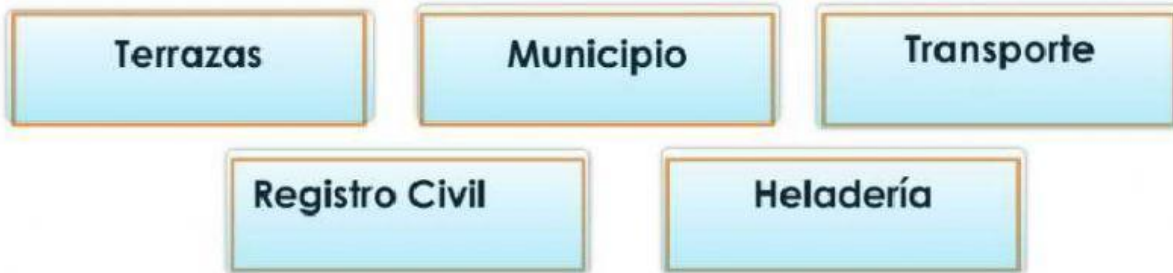 Terrazas
Municipio
Transporte
Registro Civil
Heladería